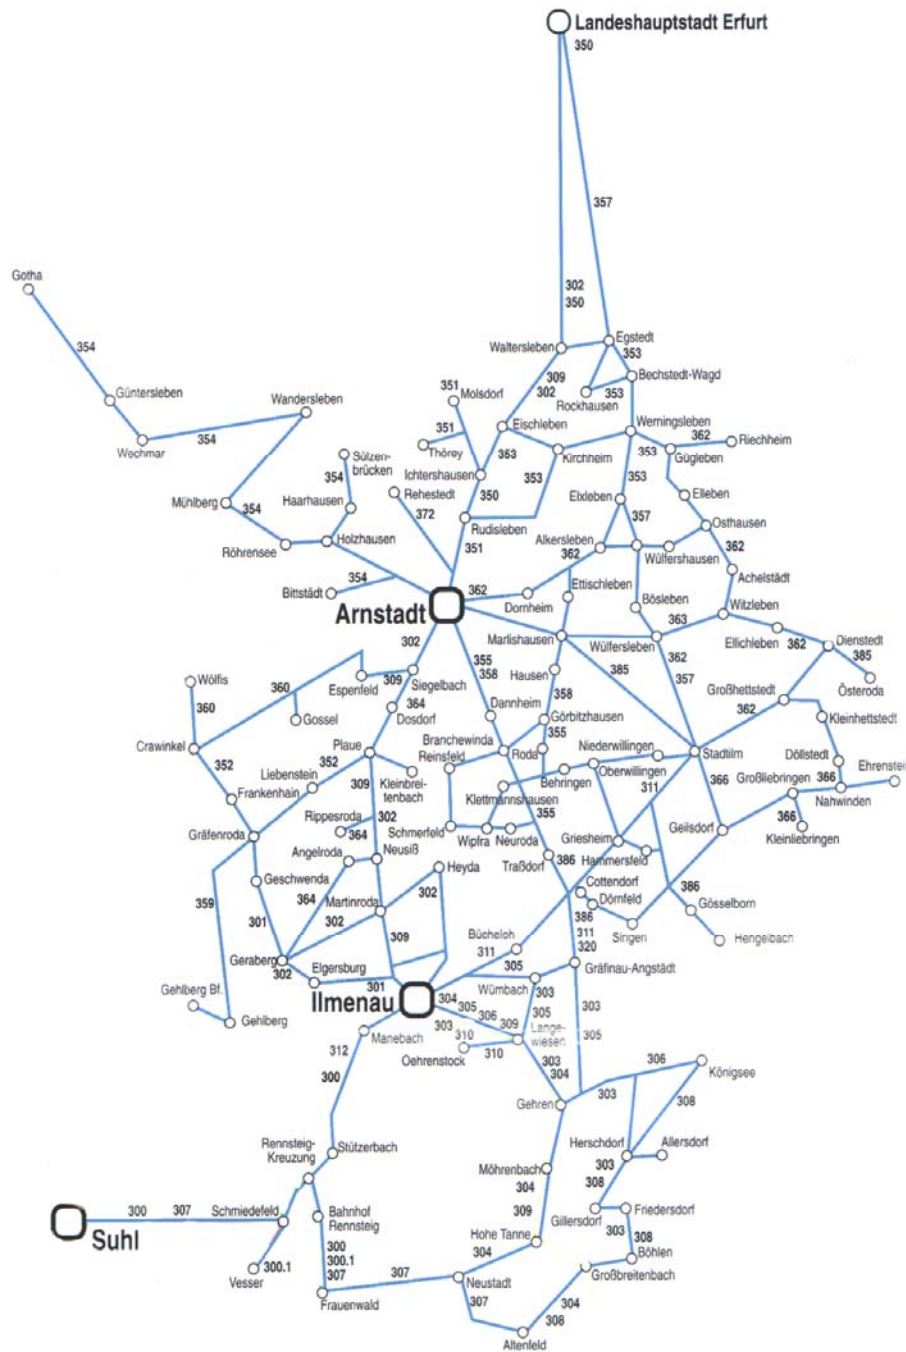 Landeshauptstadt Erfurt
350
357
Gotha
302
350
354
Egstedt
Waltersleben
353
Güntersleben
Wandersleben
351
Molsdorf
309
302
Bechstedt-Wagd
353
Rockhausen
Wechmar
354
Sülzen-
brücken
351
Eischleben
Werningsleben
362
Riechheim
Thörey
353
353
Gügleben
354
Ichtershausen
353
Kirchheim
353
Rehestedt
Elxleben
Elleben
Mühlberg
354
Haarhausen
350
372
Rudisleben
357
Osthausen
Röhrensee
Holzhausen
351
Alkersleben
362
Wülfershausen
362
354
362
Ettischleben
Achelstädt
Bittstädt
Arnstadt
Dornheim
Bösleben
Witzleben
363
302
Marlishausen
Wülfersleben
Ellichleben
362
Dienstedt
385
355
358
385
362
357
Wölfis
309
Siegelbach
Hausen
Österoda
360
Espenfeld
358
Großhettstedt
360
364
Dannheim
362
Gossel
Dosdorf
Görbitzhausen
Kleinhettstedt
355
Crawinkel
Plaue
Branchewinda
Roda
Niederwillingen
Stadtilm
352
352
Reinsfeld
Döllstedt
Liebenstein
309
Kleinbrei-
tenbach
Behringen
Oberwillingen
366
Großliebringen
366
Ehrenstei
Frankenhain
Klettmannshausen
311
Nahwinden
Rippesroda
302
355
366
364
Schmerfeld
Wipfra
Neuroda
Griesheim
Geilsdorf
Kleinliebringen
Gräfenroda
Angelroda
Neusiß
Hammersfeld
Heyda
Traßdorf
386
Geschwenda
Cottendorf
386
359
364
302
Dörnfeld
Gösselborn
302
Martinroda
386
301
311
Singen
Hengelbach
309
Bücheloh
311
320
Geraberg
302
Elgersburg
305
Gräfinau-Angstädt
301
Wümbach
Gehlberg Bf.
Ilmenau
304
303
305
305
303
306
309
Lange-
wiesen
303
Gehlberg
Manebach
310
305
312
Oehrenstock
310
303
306
Königsee
300
304
303
308
Gehren
Rennsteig-
Kreuzung
Stützerbach
Herschdorf
Allersdorf
Möhrenbach
303
304
308
300
307
Schmiedefeld
Bahnhof
Rennsteig
309
Gillersdorf
Friedersdorf
Suhl
303
Hohe Tanne
308
300
304
Böhlen
300.1
300.1
307
307
Großbreitenbach
Vesser
Neustadt
Frauenwald
307
304
308
Altenfeld